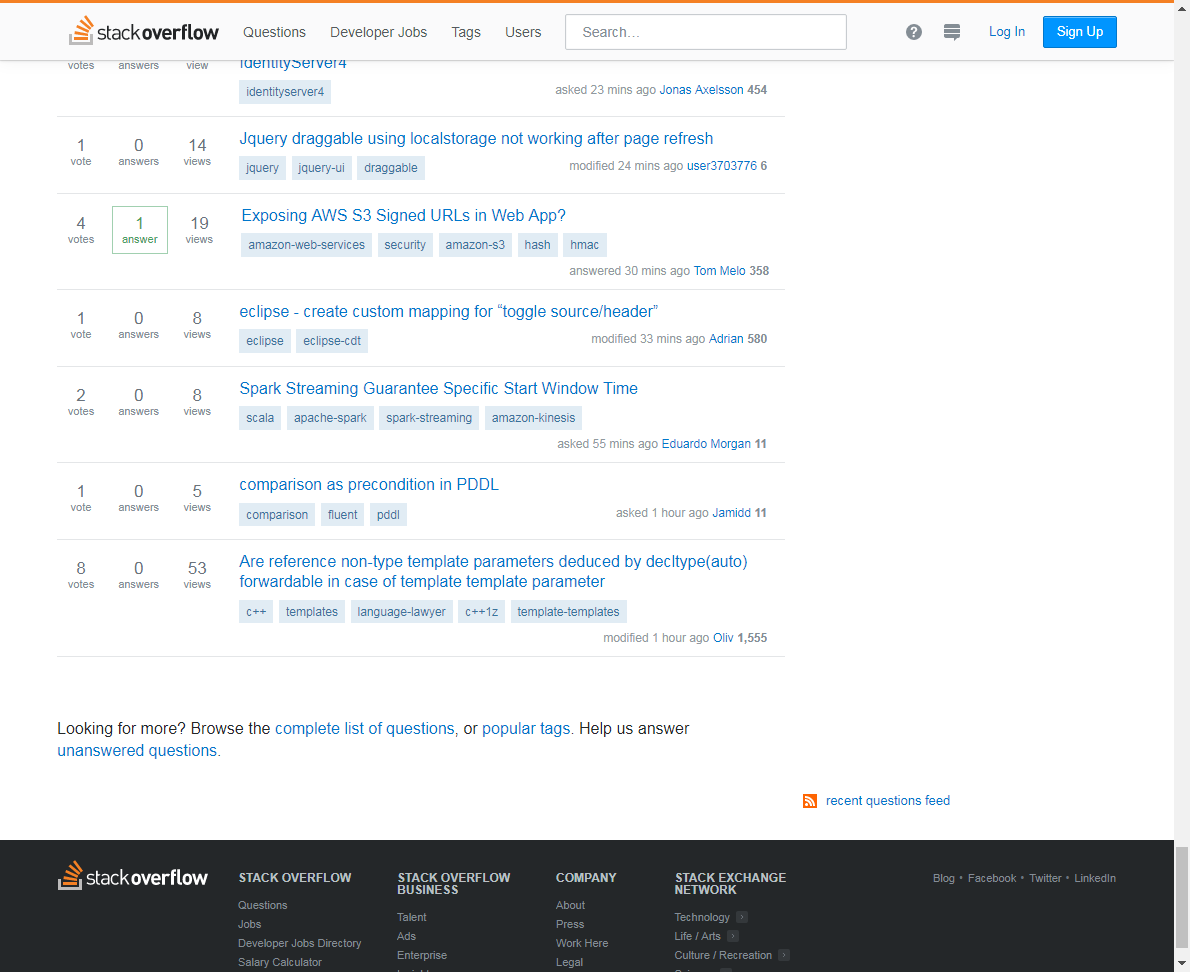 stackoverflow Questions Developer Jobs Tags Users Search... ? Log In Sign Up
votes answers view IdentityServer4
identityserver4
asked 23 mins ago Jonas Axelsson 454
1 vote 0 answers 14 views
Jquery draggable using localstorage not working after page refresh
jquery jquery-ui draggable
modified 24 mins ago user3703776 6
4 votes 1 answer 19 views
Exposing AWS S3 Signed URLs in Web App?
amazon-web-services security amazon-s3 hash hmac
answered 30 mins ago Tom Melo 358
1 vote 0 answers 8 views
eclipse - create custom mapping for “toggle source/header”
eclipse eclipse-cdt
modified 33 mins ago Adrian 580
2 votes 0 answers 8 views
Spark Streaming Guarantee Specific Start Window Time
scala apache-spark spark-streaming amazon-kinesis
asked 55 mins ago Eduardo Morgan 11
1 vote 0 answers 5 views
comparison as precondition in PDDL
comparison fluent pddl
asked 1 hour ago Jamidd 11
8 votes 0 answers 53 views
Are reference non-type template parameters deduced by decltype(auto)
forwardable in case of template template parameter
c++ templates language-lawyer c++1z template-templates
modified 1 hour ago Oliv 1,555
Looking for more? Browse the complete list of questions, or popular tags. Help us answer
unanswered questions.
recent questions feed
stackoverflow
STACK OVERFLOW
Questions
Jobs
Developer Jobs Directory
Salary Calculator
STACK OVERFLOW
BUSINESS
Talent
Ads
Enterprise
COMPANY
About
Press
Work Here
Legal
STACK EXCHANGE
NETWORK
Technology
Life / Arts
Culture / Recreation
Blog • Facebook • Twitter • LinkedIn